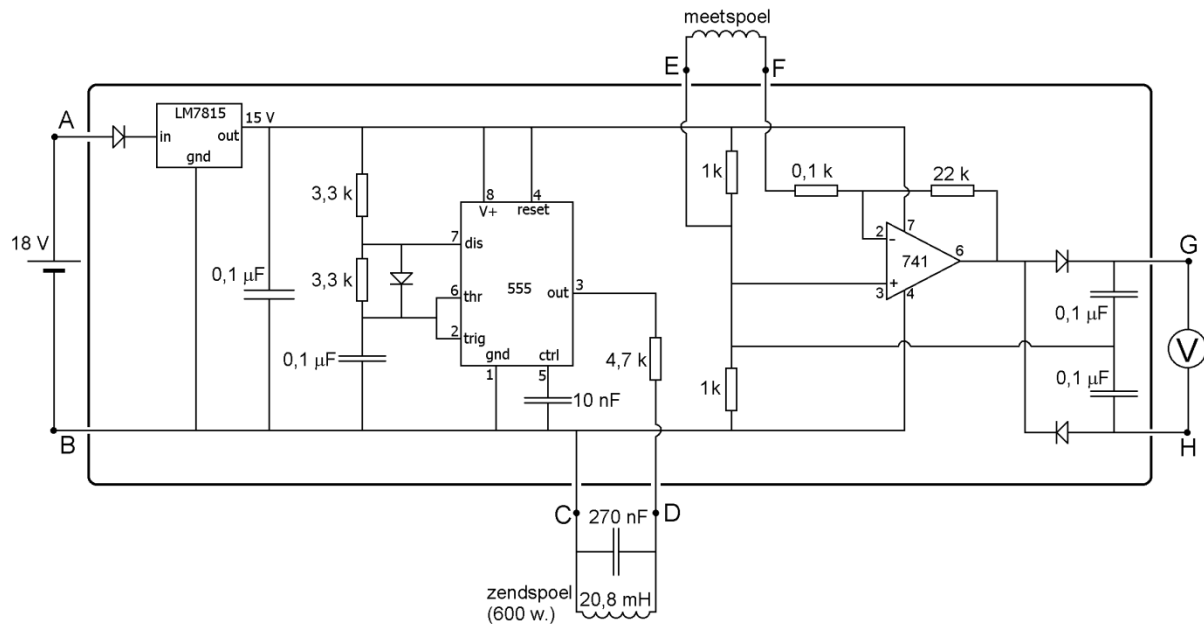 meetspoel
E
F
A
LM7815
15 V
in
out
gnd
1k
0,1 k
22 k
3,3 k
8
4
V+
reset
7
dis
2
7
-
741
6
G
18 V
0,1 µF
3,3 k
6
thr
555
out
3
+
3
4
0,1 µF
V
2
trig
0,1 µF
gnd
ctrl
4,7 k
1k
0,1 µF
1
5
10 nF
B
H
C
270 nF
D
zendspoel
(600 w.)
20,8 mH